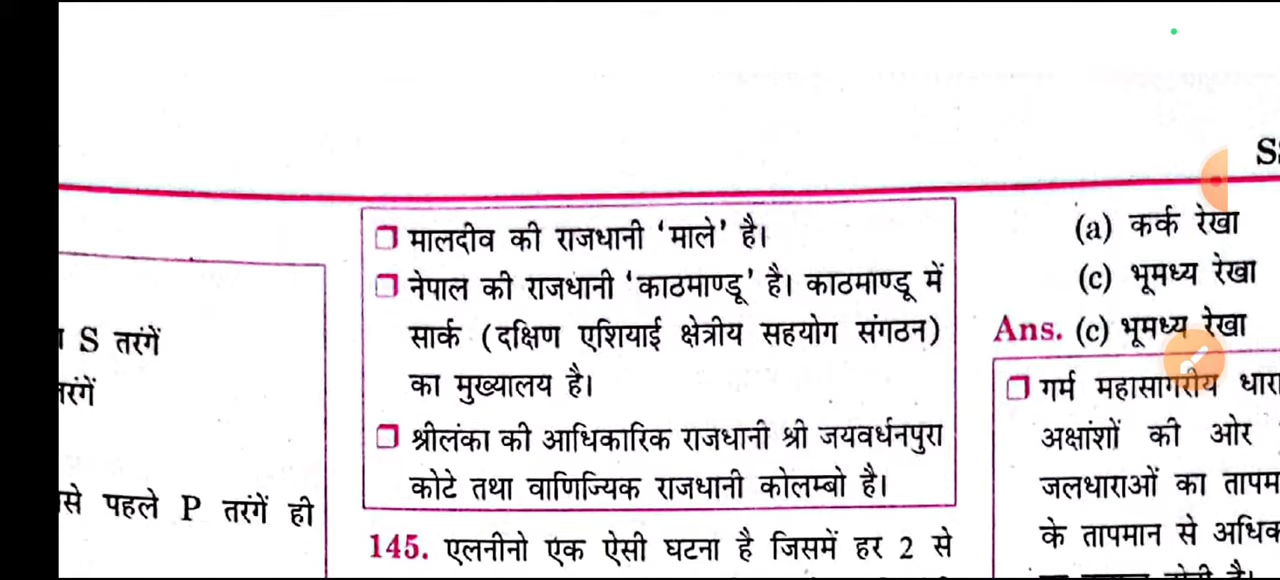 S तरंगें
पहले P तरंगें ही
❒ मालदीव की राजधानी ‘माले’ है।
❒ नेपाल की राजधानी ‘काठमाण्डू’ है। काठमाण्डू में
सार्क (दक्षिण एशियाई क्षेत्रीय सहयोग संगठन)
का मुख्यालय है।
❒ श्रीलंका की आधिकारिक राजधानी श्री जयवर्धनपुरा
कोटे तथा वाणिज्यिक राजधानी कोलम्बो है।
145. एलनीनो एक ऐसी घटना है जिसमें हर 2 से
(a) कर्क रेखा
(c) भूमध्य रेखा
Ans. (c) भूमध्य रेखा
❒ गर्म महासागरीय
अक्षांशों की ओर
जलधाराओं का
के तापमान से